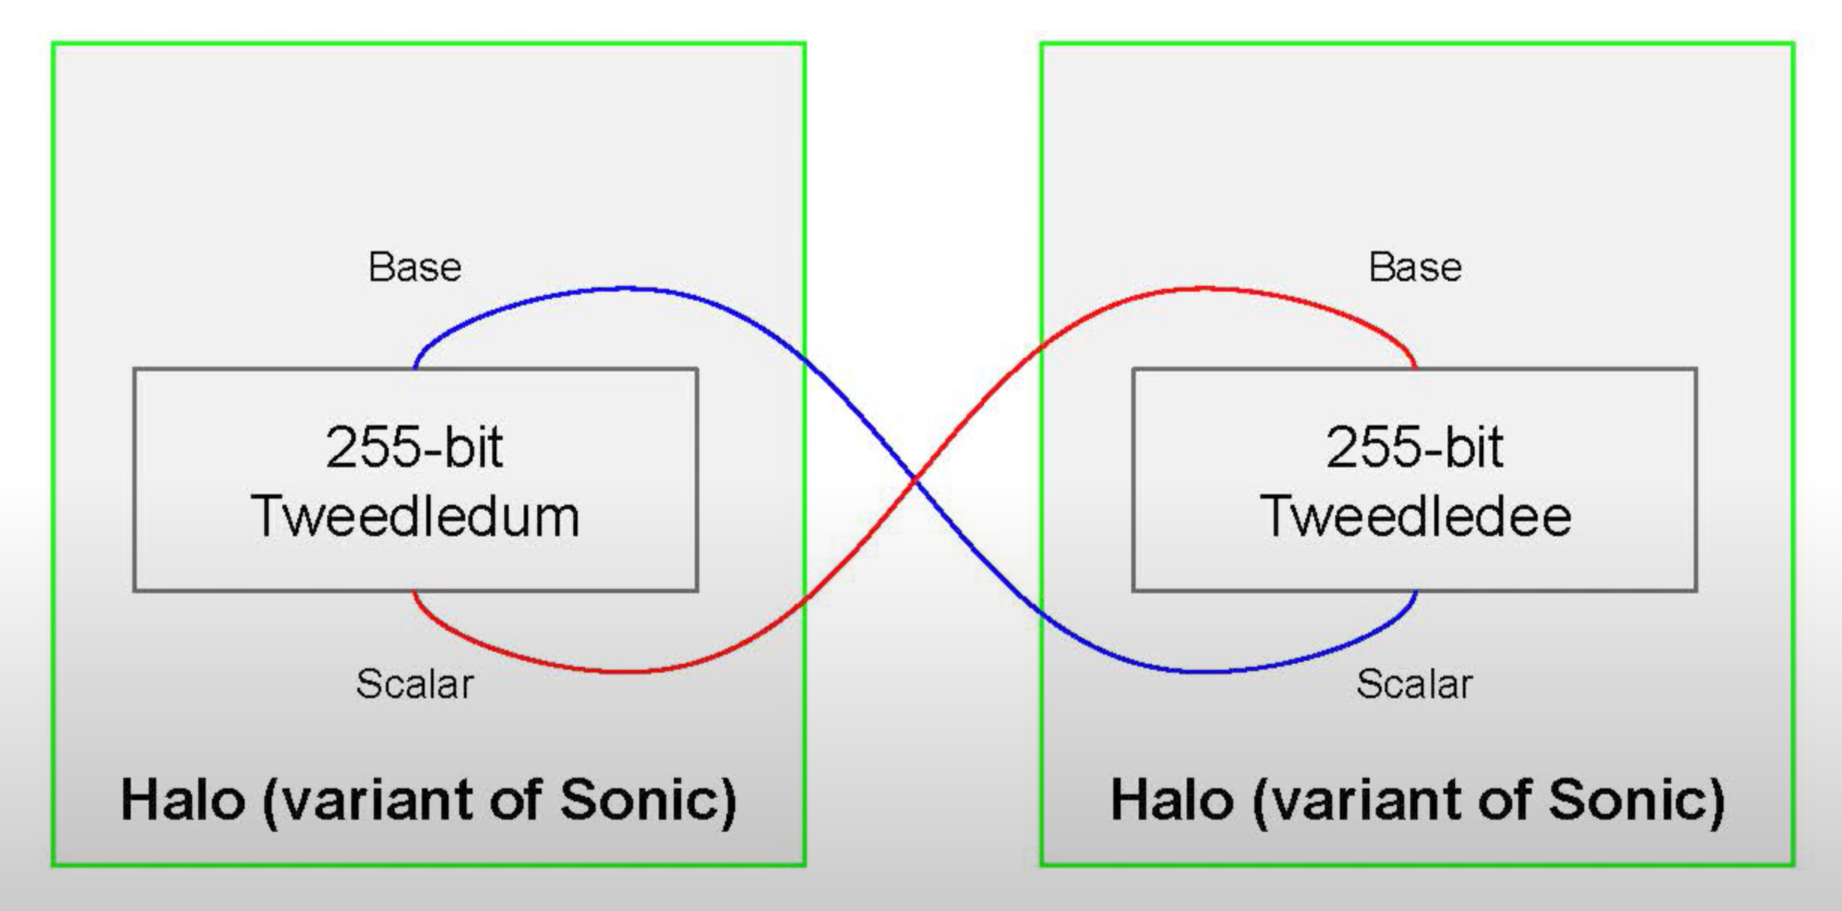 Base
255-bit
Tweedledum
Scalar
Halo (variant of Sonic)
Base
255-bit
Tweedledee
Scalar
Halo (variant of Sonic)